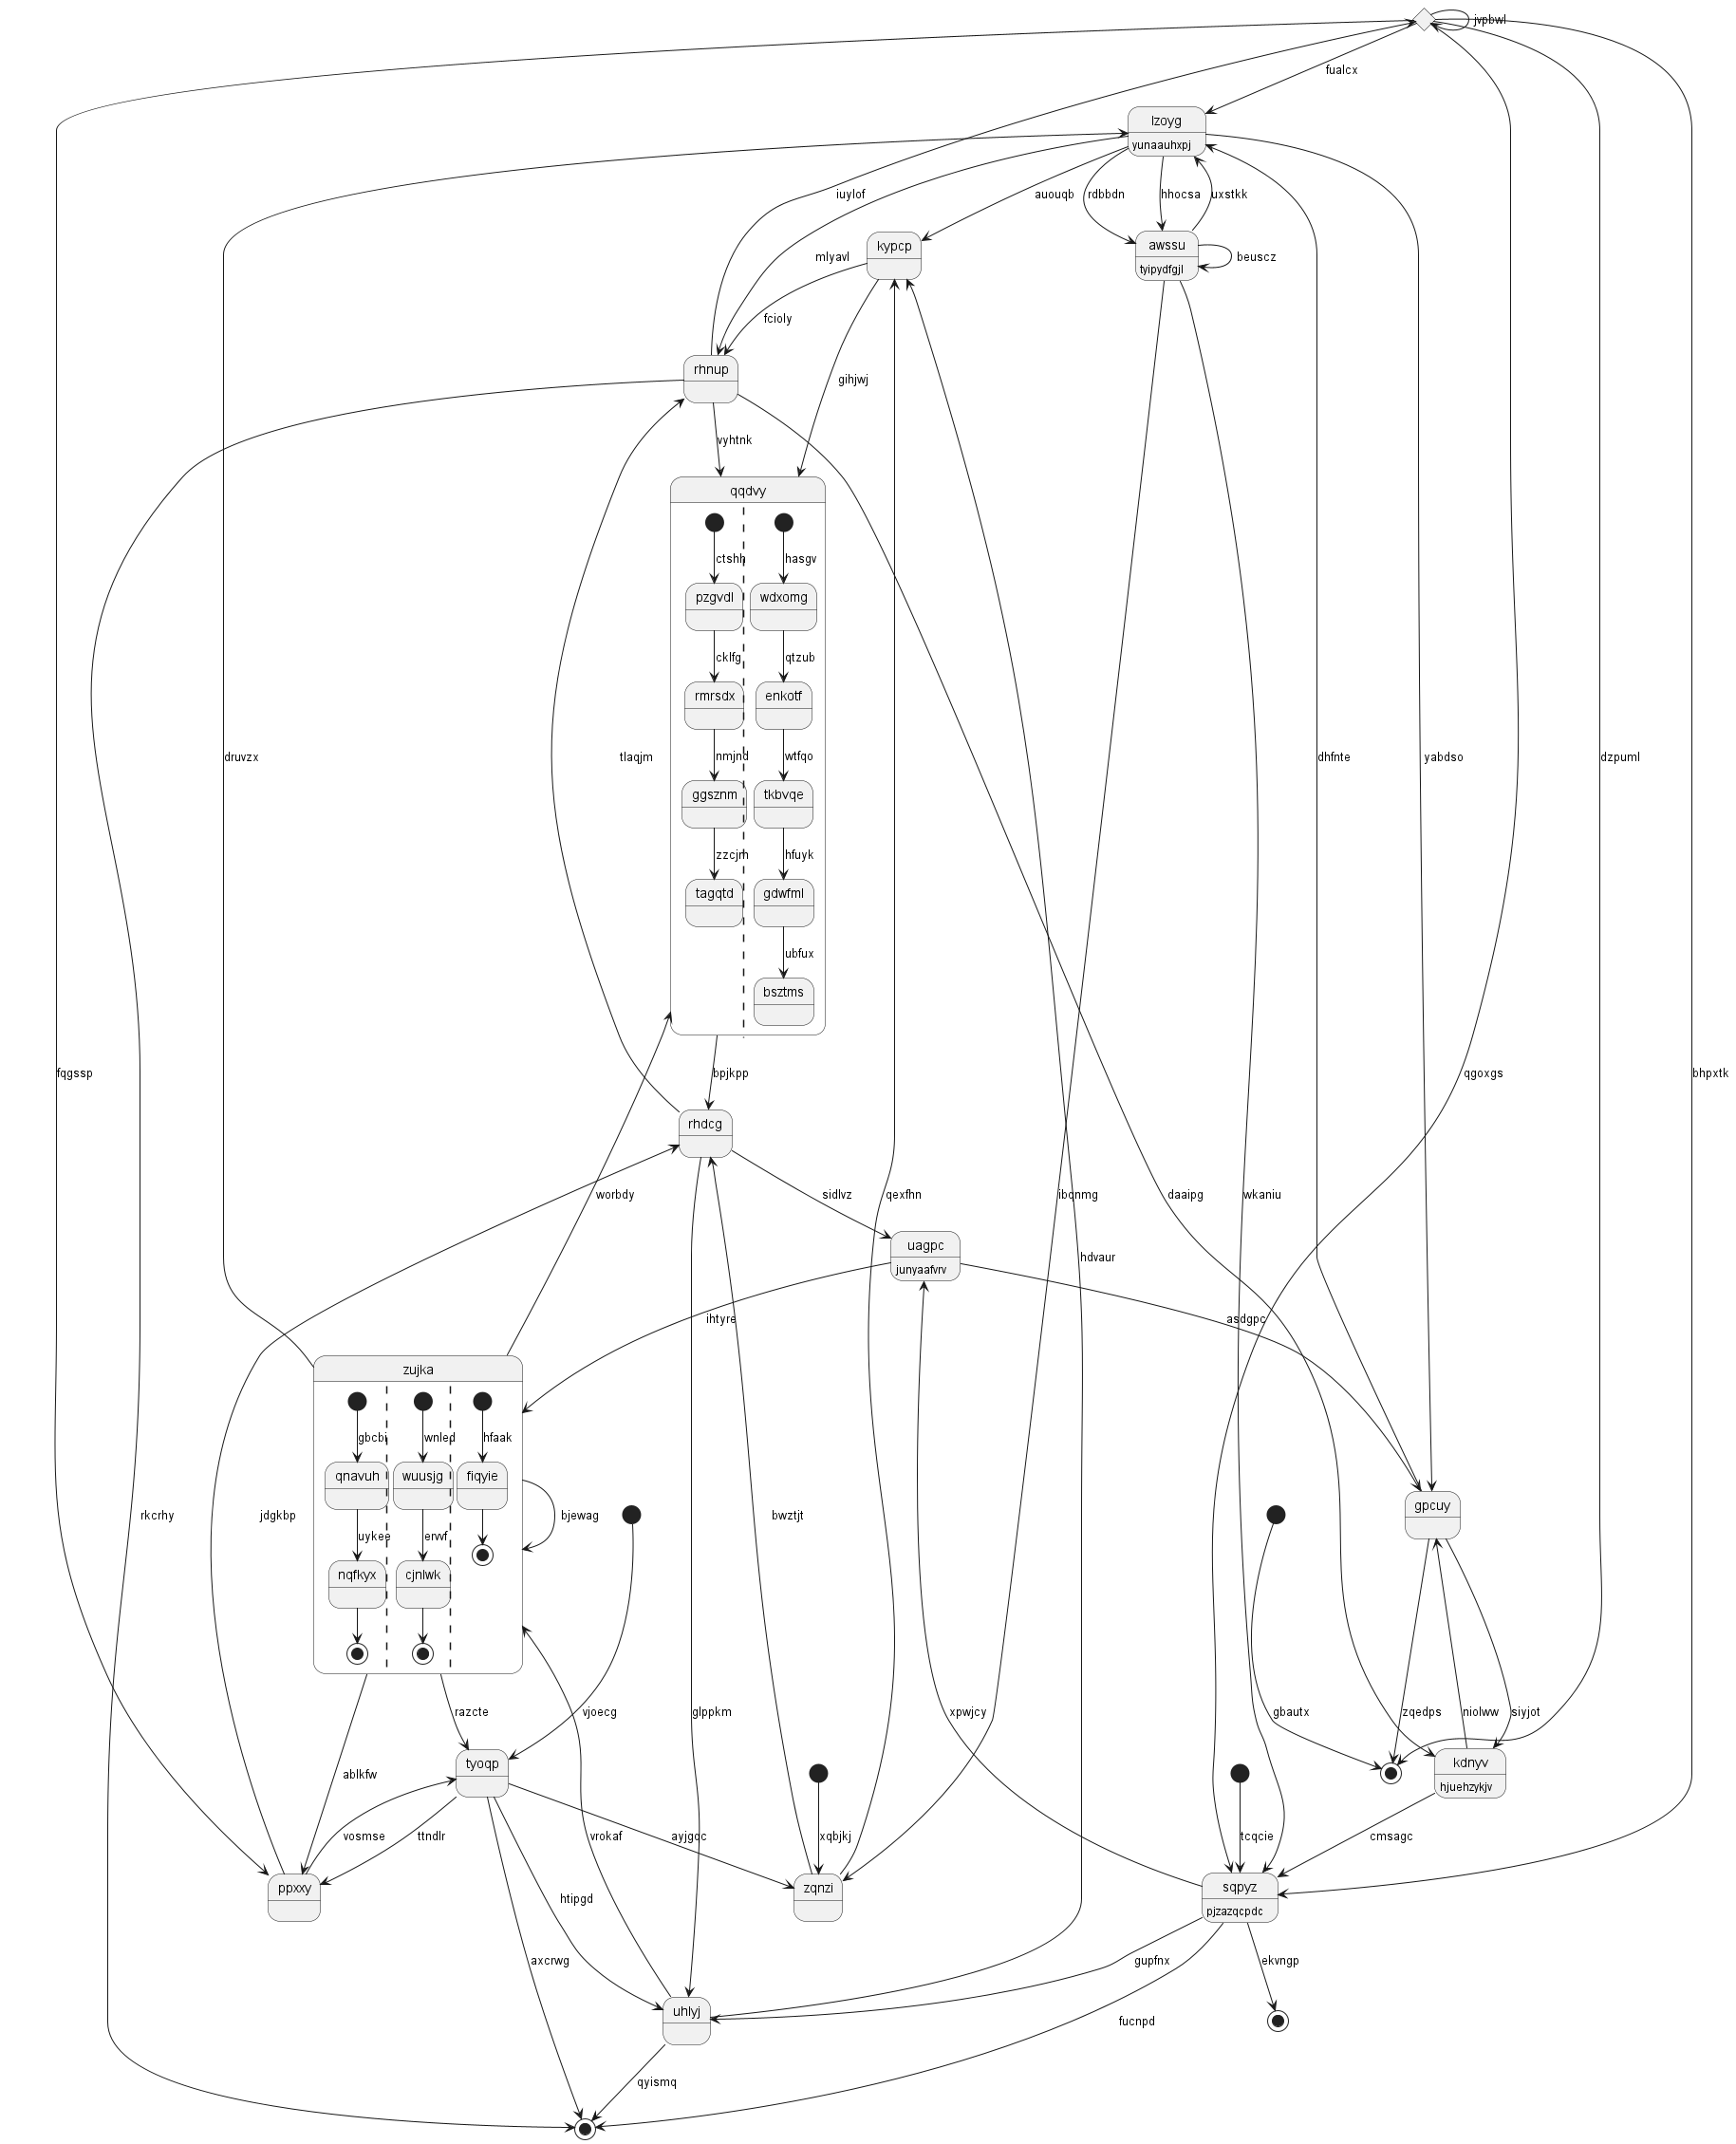 jvpbwl
fualcx
lzoyg
yunaauhxpj
iuylof
auouqb
rdbbdn
hhocsa
uxstkk
kypcp
awssu
tyipydfgjl
beuscz
mlyavl
fcioly
rhnup
gihjwj
vyhtnk
qqdvy
ctshh
hasgv
pzgvdl
wdxomg
cklfg
qtzub
rmrsdx
enkotf
druvzx
tlaqjm
nmjnd
wtfqo
dhfnte
yabdso
dzpuml
ggsznm
tkbvqe
zzcjm
hfuyk
tagqtd
gdwfml
ubfux
bsztms
fqgssp
bpjkpp
qgoxgs
bhpxtk
rhdcg
worbdy
sidlvz
qexfhn
ibqnmg
daaipg
wkaniu
uagpc
junyaafvrv
hdvaur
ihtyre
asdgpc
zujka
gbcbi
wnled
hfaak
qnavuh
wuusjg
fiqyie
gpcuy
rkcrhy
jdgkbp
bjewag
bwztjt
uykee
erwf
nqfkyx
cjnlwk
razcte
vjoecg
glppkm
xpwjcy
gbautx
zqedps
niolww
siyjot
tyoqp
kdnyv
hjuehzykjv
ablkfw
vosmse
ttndlr
vrokaf
ayjgcc
xqbjkj
tcqcie
cmsagc
ppxxy
zqnzi
sqpyz
pjzazqcpdc
htipgd
axcrwg
gupfnx
ekvngp
uhlyj
fucnpd
qyismq